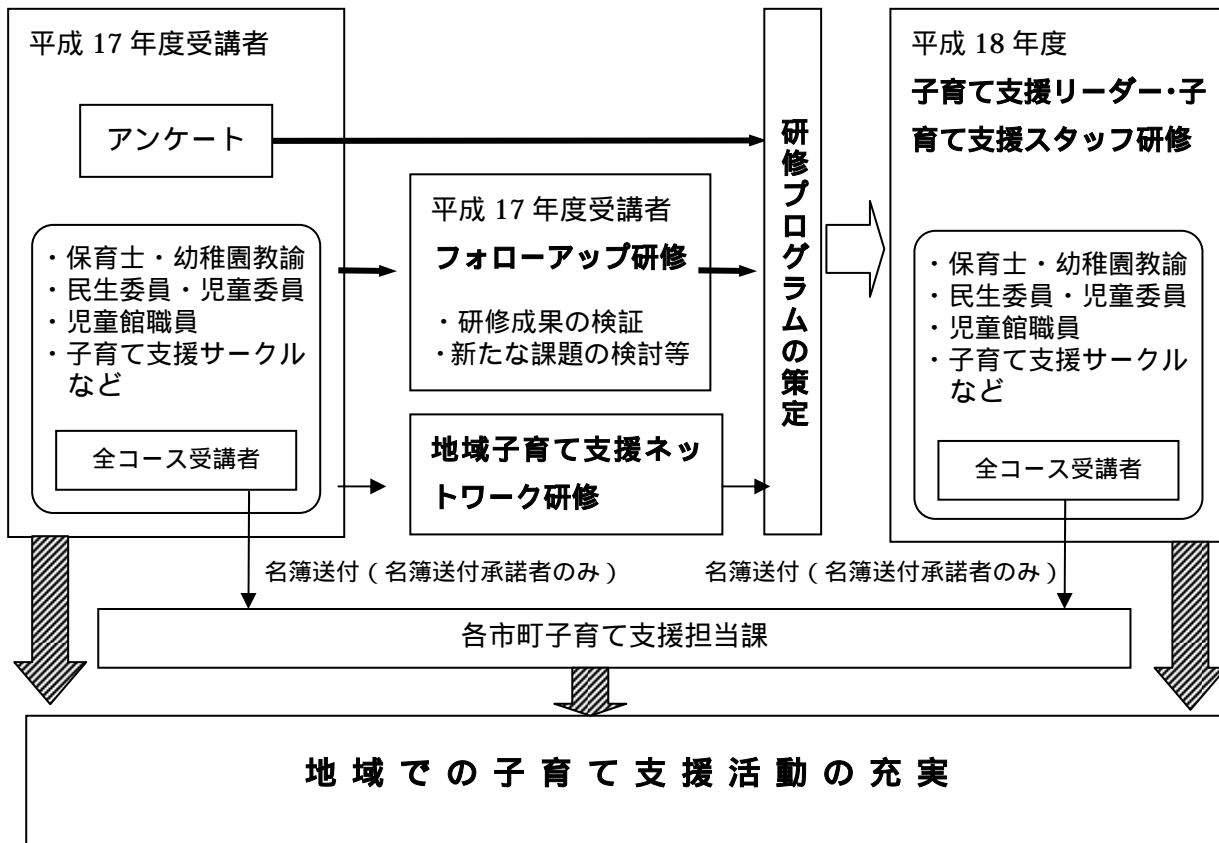 平成 17 年度受講者
アンケート
・保育士・幼稚園教諭
・民生委員・児童委員
・児童館職員
・子育て支援サークル
など
全コース受講者
平成 17 年度受講者
フォローアップ研修
・研修成果の検証
・新たな課題の検討等
地域子育て支援ネッ
トワーク研修
研修プログラムの策定
平成 18 年度
子育て支援リーダー・子
育て支援スタッフ研修
・保育士・幼稚園教諭
・民生委員・児童委員
・児童館職員
・子育て支援サークル
など
全コース受講者
名簿送付（名簿送付承諾者のみ）
名簿送付（名簿送付承諾者のみ）
各市町子育て支援担当課
地域での子育て支援活動の充実